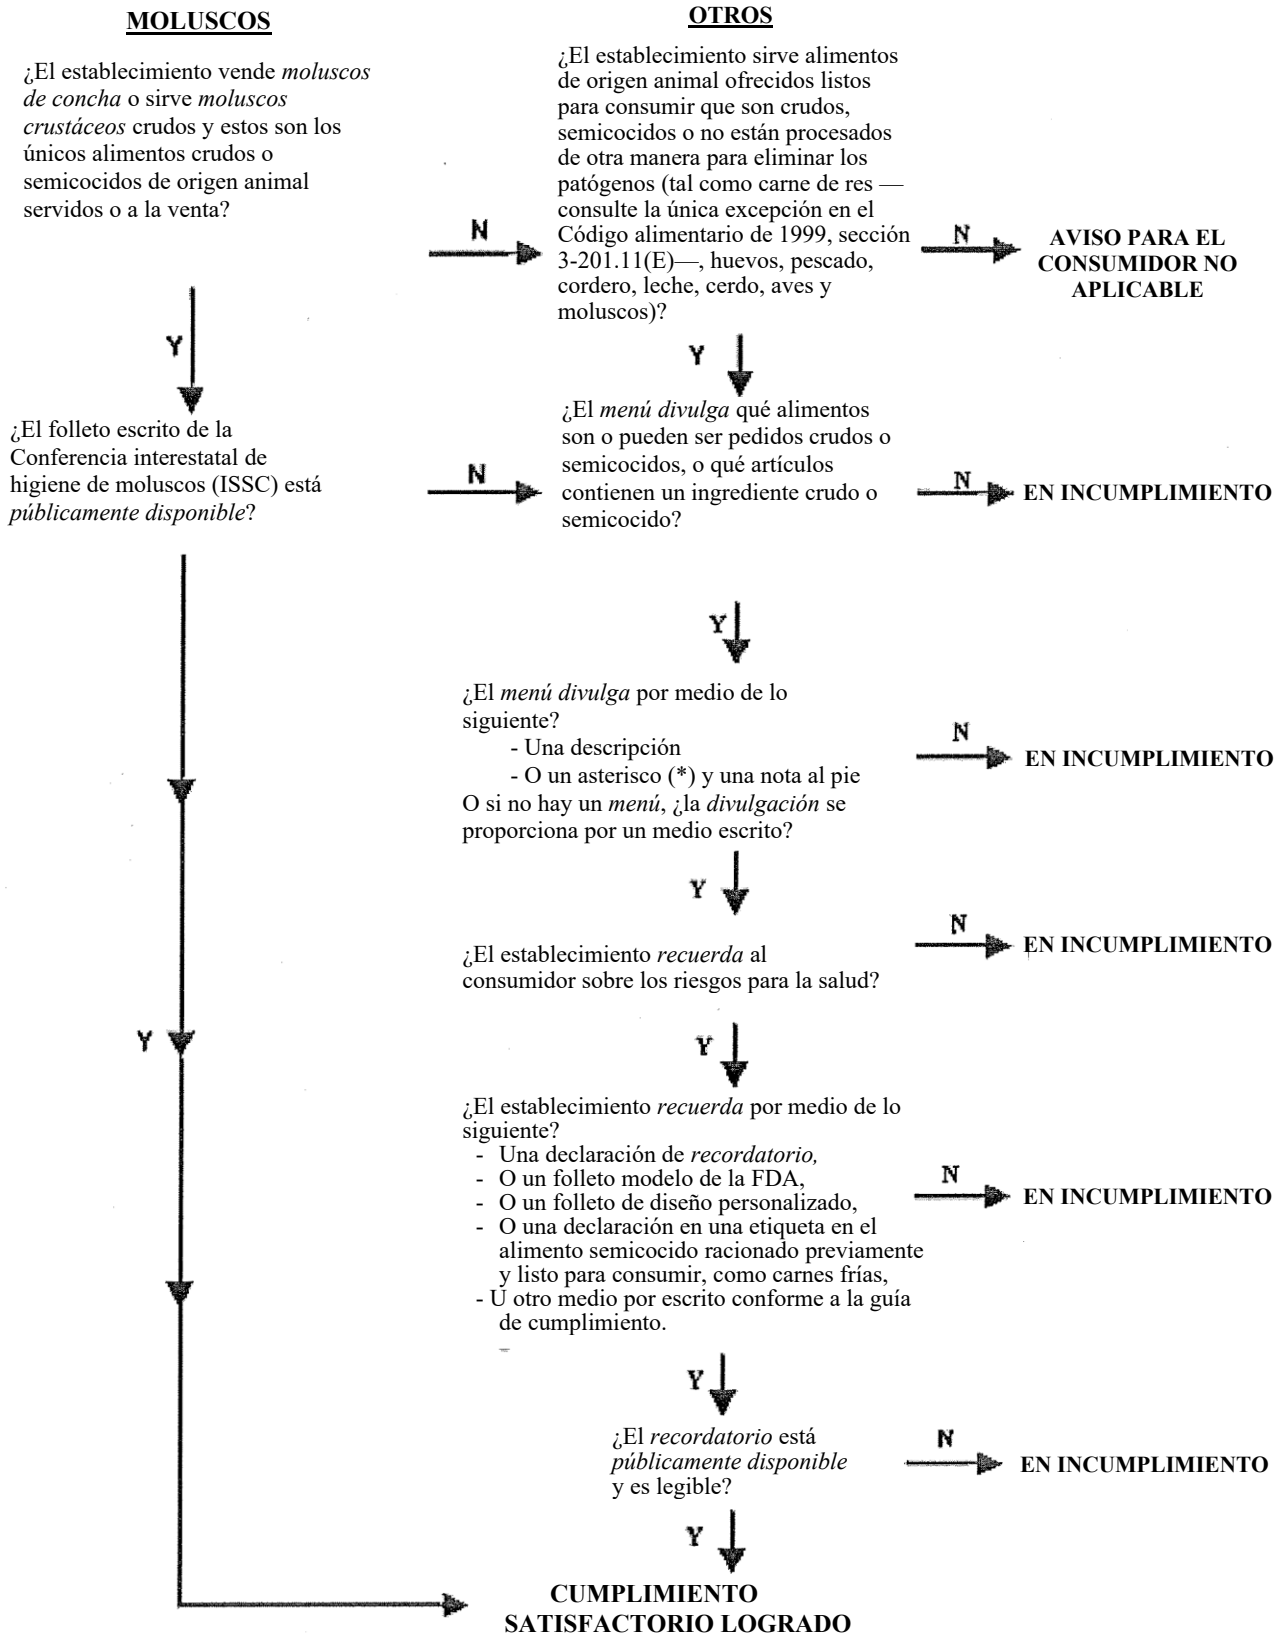 MOLUSCOS
¿El establecimiento vende moluscos
de concha o sirve moluscos
crustáceos crudos y estos son los
únicos alimentos crudos o
semicocidos de origen animal
servidos o a la venta?
N
Y
OTROS
¿El establecimiento sirve alimentos
de origen animal ofrecidos listos
para consumir que son crudos,
semicocidos o no están procesados
de otra manera para eliminar los
patógenos (tal como carne de res —
consulte la única excepción en el
Código alimentario de 1999, sección
3-201.11(E)—, huevos, pescado,
cordero, leche, cerdo, aves y
moluscos)?
N
AVISO PARA EL
CONSUMIDOR NO
APLICABLE
Y
¿El folleto escrito de la
Conferencia interestatal de
higiene de moluscos (ISSC) está
públicamente disponible?
N
¿El menú divulga qué alimentos
son o pueden ser pedidos crudos o
semicocidos, o qué artículos
contienen un ingrediente crudo o
semicocido?
N
EN INCUMPLIMIENTO
Y
¿El menú divulga por medio de lo
siguiente?
- Una descripción
- O un asterisco (*) y una nota al pie
O si no hay un menú, ¿la divulgación se
proporciona por un medio escrito?
N
EN INCUMPLIMIENTO
Y
¿El establecimiento recuerda al
consumidor sobre los riesgos para la salud?
N
EN INCUMPLIMIENTO
Y
Y
¿El establecimiento recuerda por medio de lo
siguiente?
- Una declaración de recordatorio,
- O un folleto modelo de la FDA,
- O un folleto de diseño personalizado,
- O una declaración en una etiqueta en el
alimento semicocido racionado previamente
y listo para consumir, como carnes frías,
- U otro medio por escrito conforme a la guía
de cumplimiento.
N
EN INCUMPLIMIENTO
Y
¿El recordatorio está
públicamente disponible
y es legible?
N
EN INCUMPLIMIENTO
Y
CUMPLIMIENTO
SATISFACTORIO LOGRADO